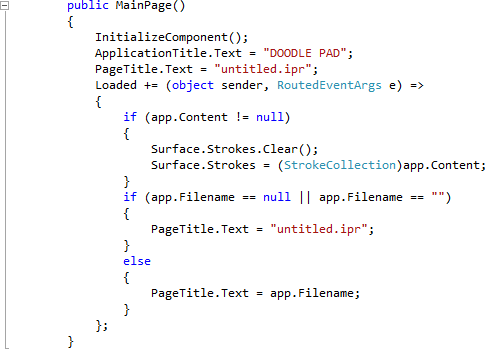 public MainPage()
{
InitializeComponent();
ApplicationTitle.Text = "DOODLE PAD";
PageTitle.Text = "untitled.ipr";
Loaded += (object sender, RoutedEventArgs e) =>
{
if (app.Content != null)
{
Surface.Strokes.Clear();
Surface.Strokes = (StrokeCollection)app.Content;
}
if (app.Filename == null || app.Filename == "")
{
PageTitle.Text = "untitled.ipr";
}
else
{
PageTitle.Text = app.Filename;
}
};
}